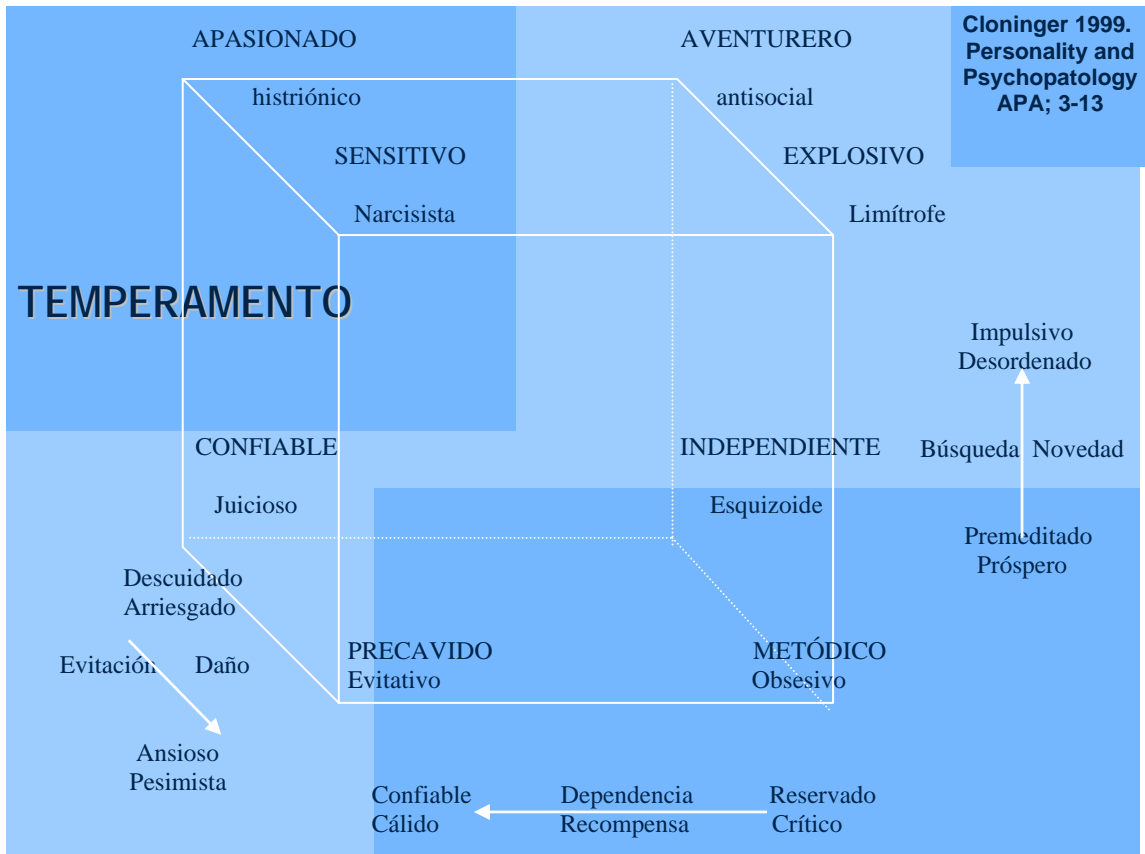 APASIONADO
AVENTURERO
Cloninger 1999.
Personality and
Psychopatology
APA; 3-13
histriónico
antisocial
SENSITIVO
EXPLOSIVO
Narcisista
Limítrofe
TEMPERAMENTO
Impulsivo
Desordenado
CONFIABLE
INDEPENDIENTE
Búsqueda Novedad
Juicioso
Esquizoide
Premeditado
Próspero
Descuidado
Arriesgado
Evitación Daño
PRECAVIDO
Evitativo
METÓDICO
Obsesivo
Ansioso
Pesimista
Confiable
Cálido
Dependencia
Recompensa
Reservado
Crítico